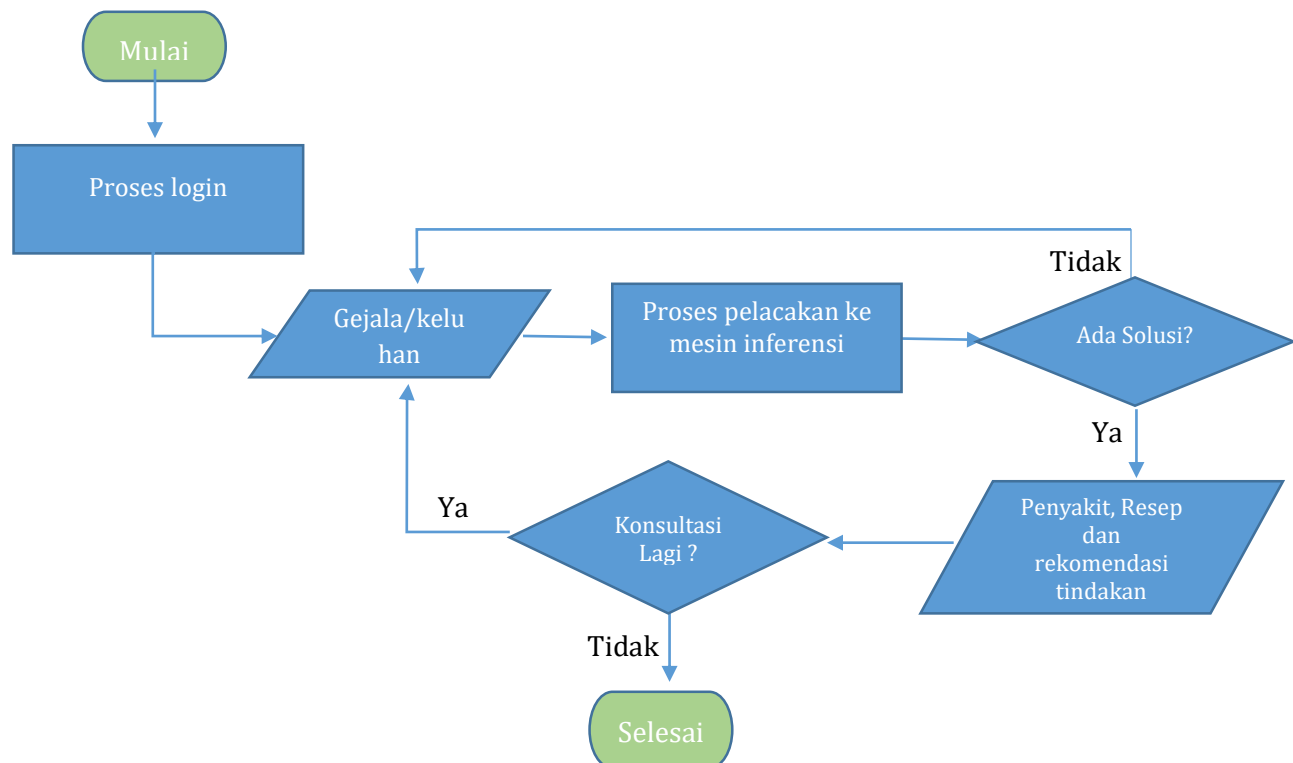 Mulai
Proses login
Tidak
Gejala/kelu
han
Proses pelacakan ke
mesin inferensi
Ada Solusi?
Ya
Penyakit, Resep
dan
rekomendasi
tindakan
Konsultasi
Lagi ?
Ya
Tidak
Selesai